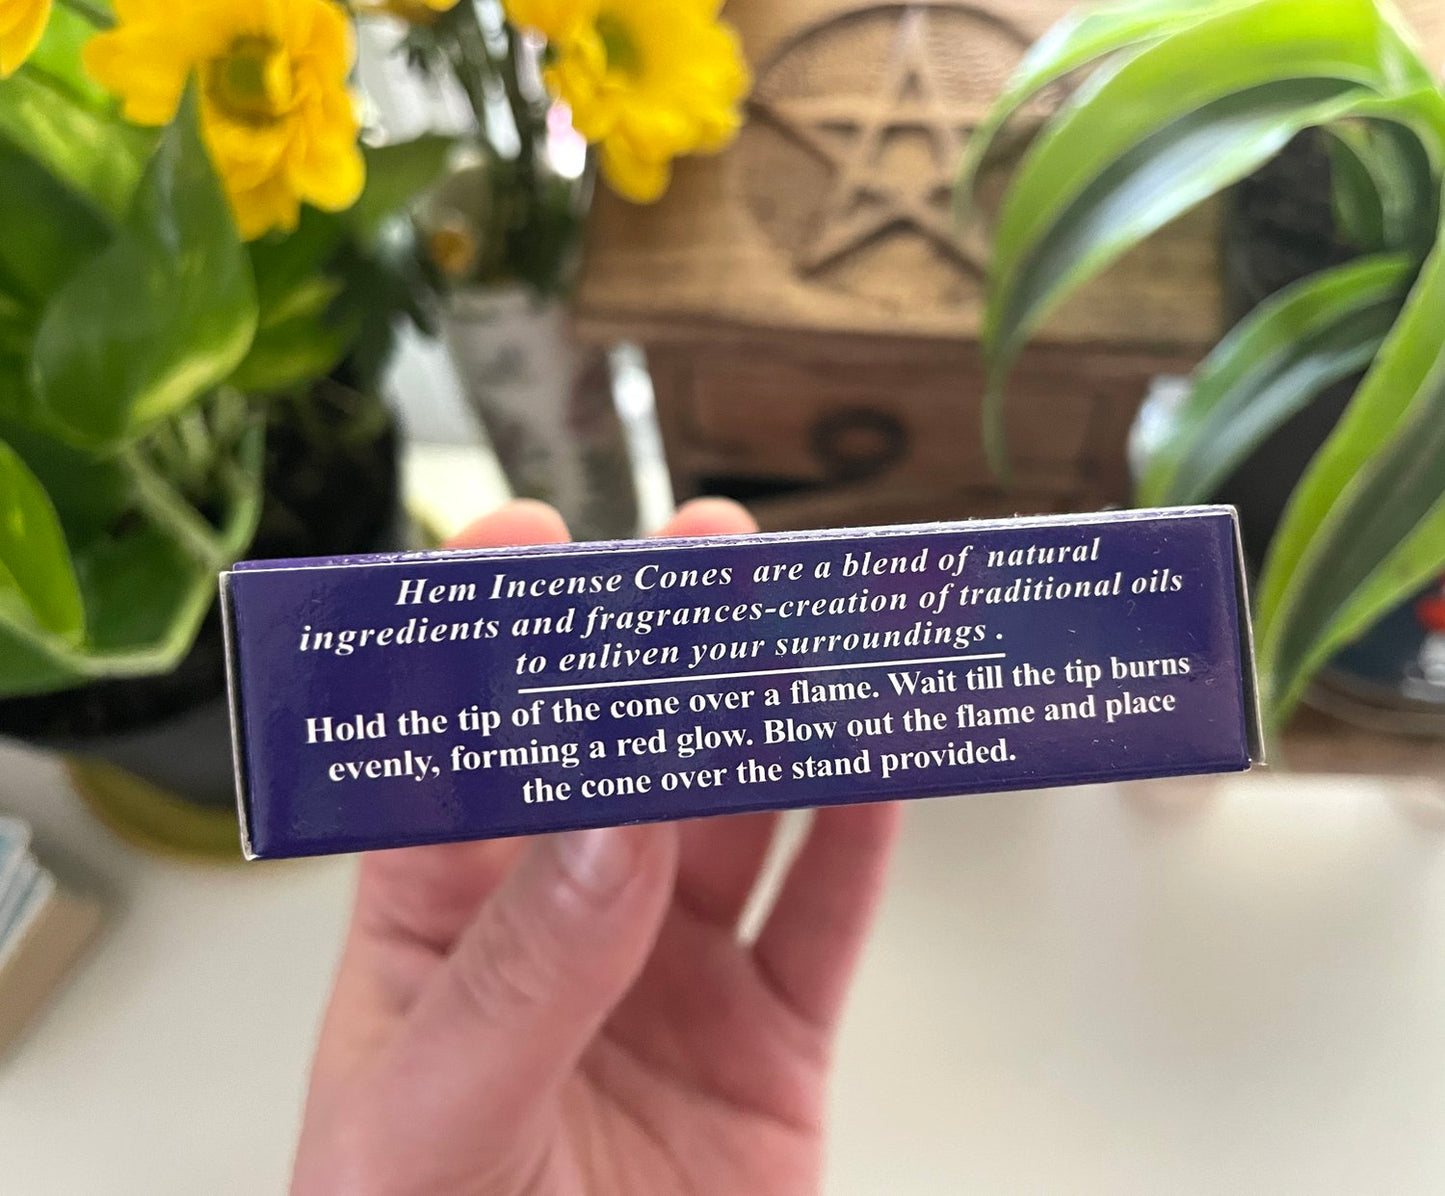 Hem Incense Cones are a blend of natural
ingredients and fragrances-creation of traditional oils
to enliven your surroundings .
Hold the tip of the cone over a flame. Wait till the tip burns
evenly, forming a red glow. Blow out the flame and place
the cone over the stand provided.